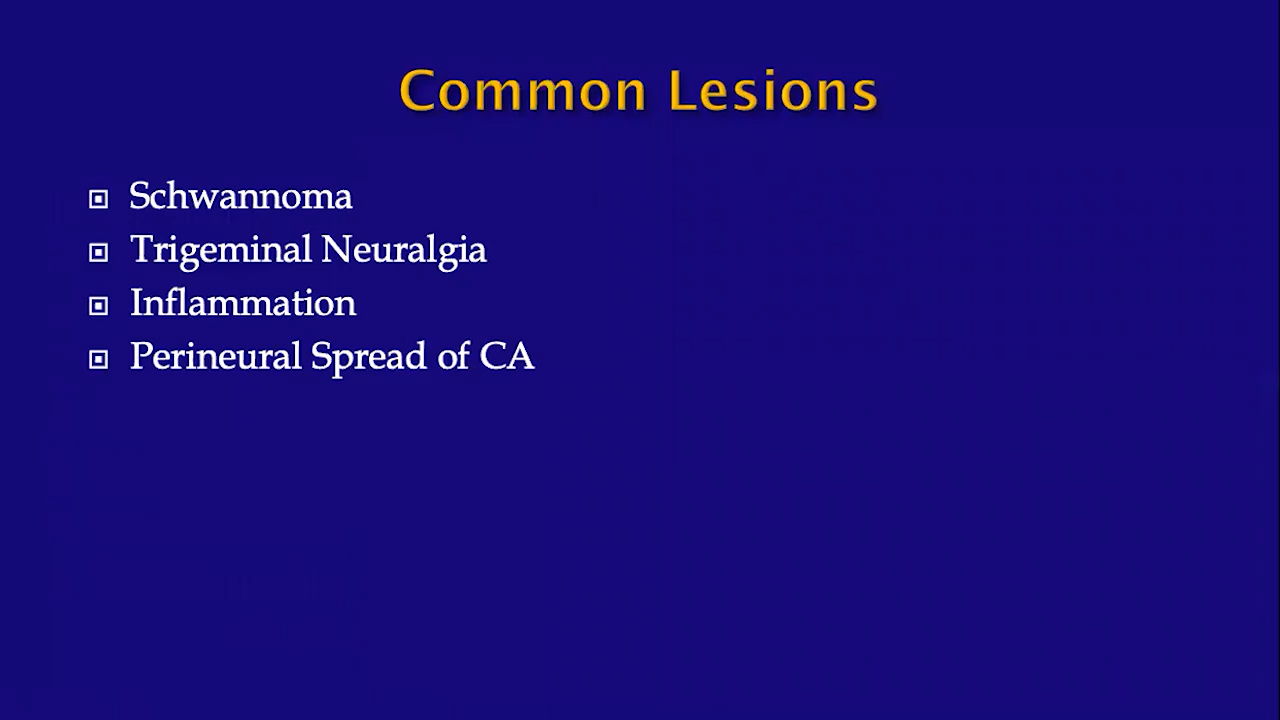 Common Lesions
Schwannoma
Trigeminal Neuralgia
Inflammation
Perineural Spread of CA